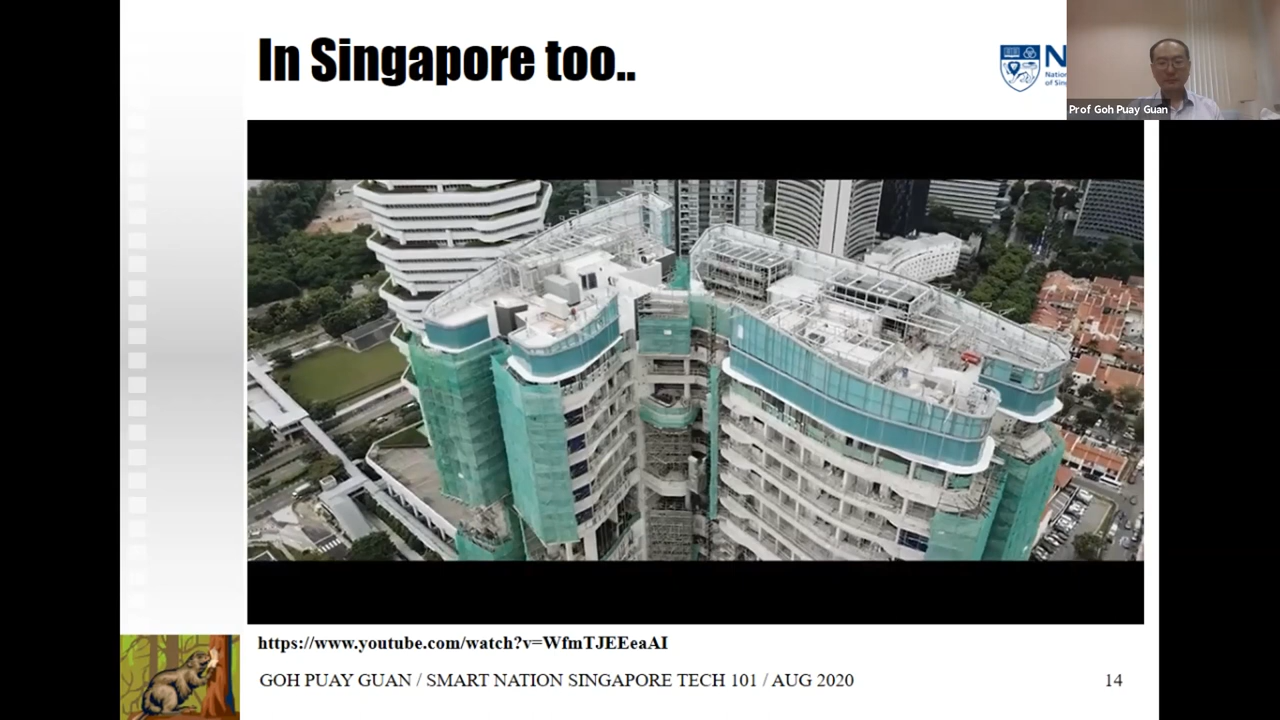 In Singapore too..
Prof Goh Puay Guan
https://www.youtube.com/watch?v=WfmTJEEeaAI
GOH PUAY GUAN / SMART NATION SINGAPORE TECH 101 / AUG 2020
14